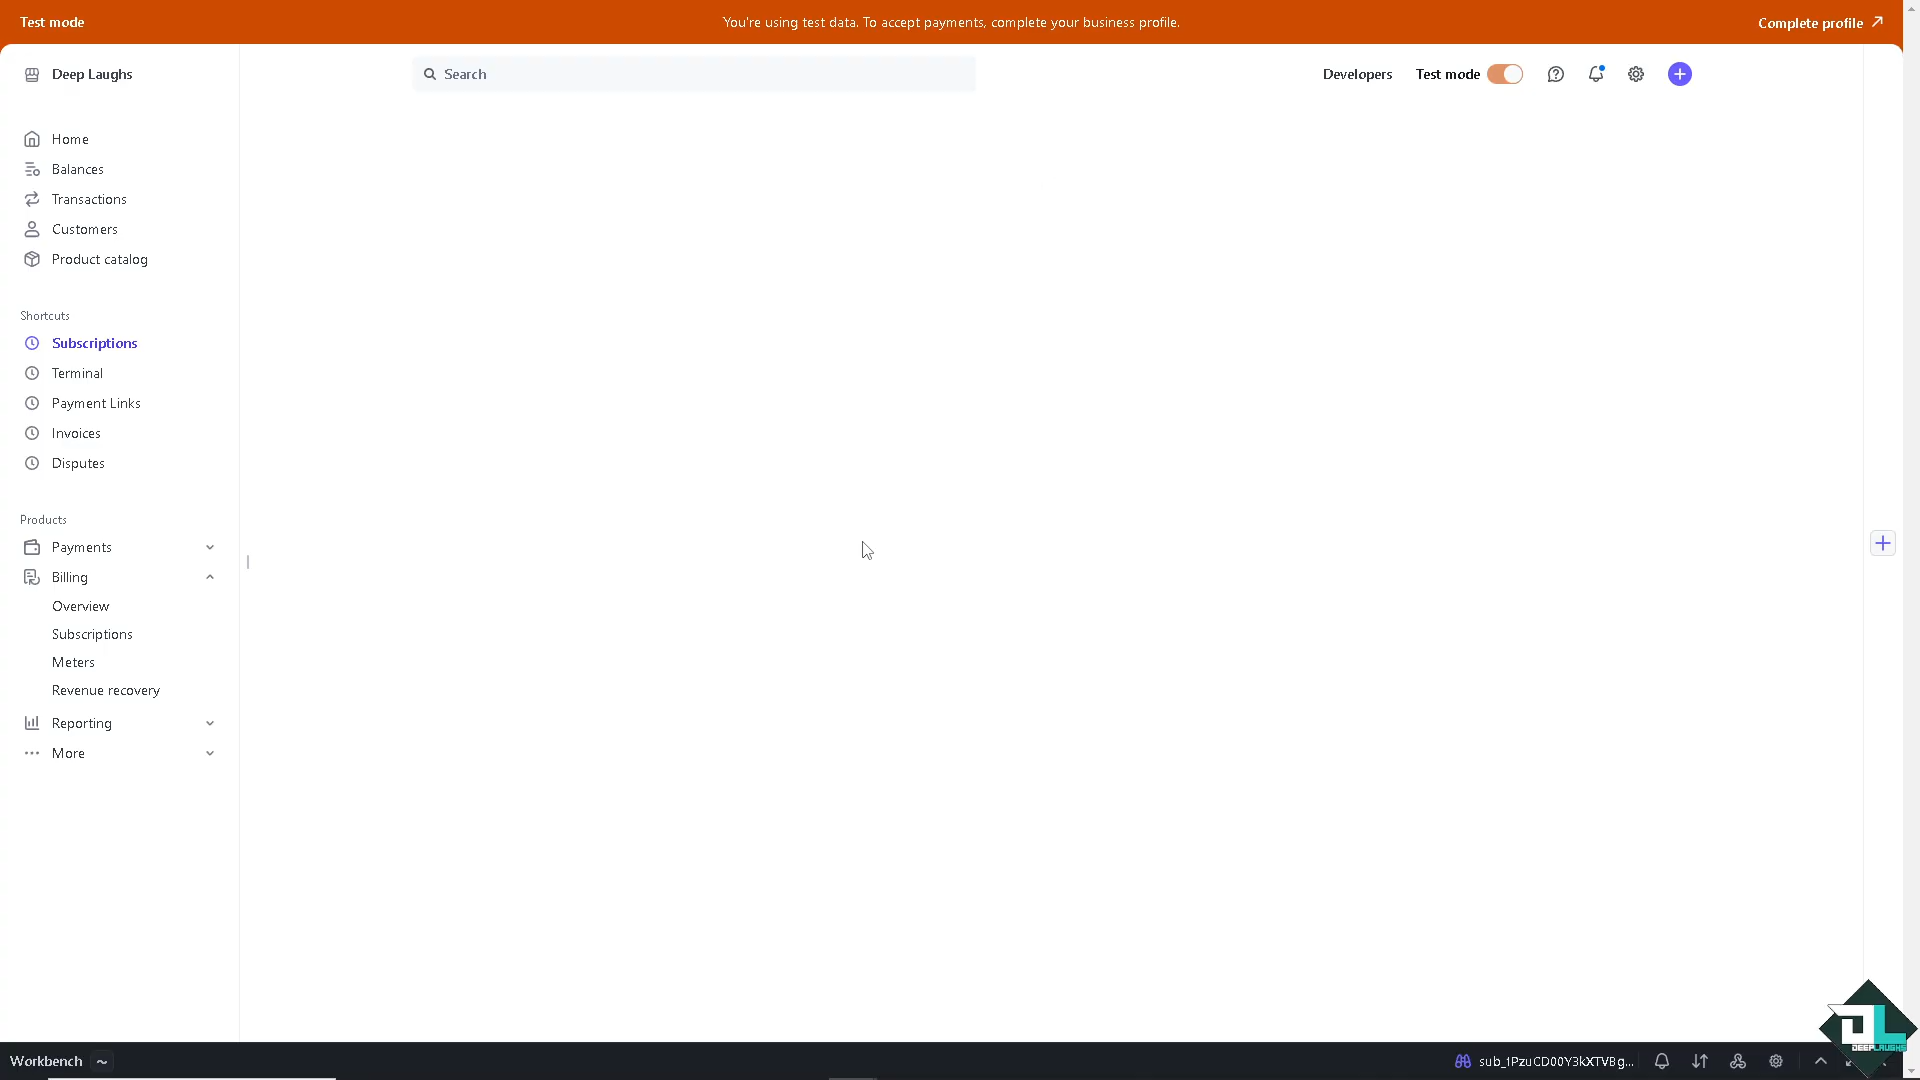 Test mode
You're using test data. To accept payments, complete your business profile.
Complete profile
Deep Laughs
Search
Developers
Test mode
Home
Balances
Transactions
Customers
Product catalog
Shortcuts
Subscriptions
Terminal
Payment Links
Invoices
Disputes
Products
Payments
Billing
Overview
Subscriptions
Meters
Revenue recovery
Reporting
More
Workbench
sub_1PzuCD00Y3kXTVBg...
DEEPLAUGHS